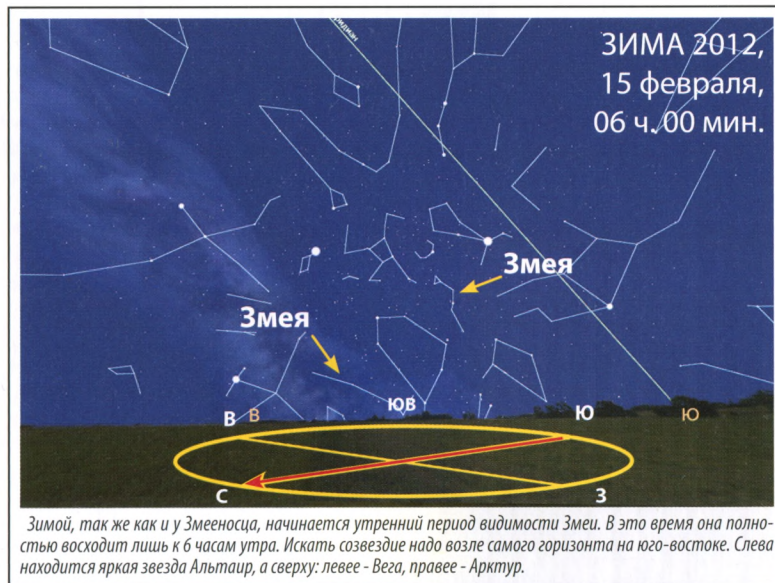 меридиан
ЗИМА 2012,
15 февраля,
06 ч. 00 мин.
Змея
Змея
ЮВ
В В
Ю Ю
С
З
Зимой, так же как и у Змееносца, начинается утренний период видимости Змеи. В это время она полно-
стью восходит лишь к 6 часам утра. Искать созвездие надо возле самого горизонта на юго-востоке. Слева
находится яркая звезда Альтаир, а сверху: левее - Вега, правее - Арктур.